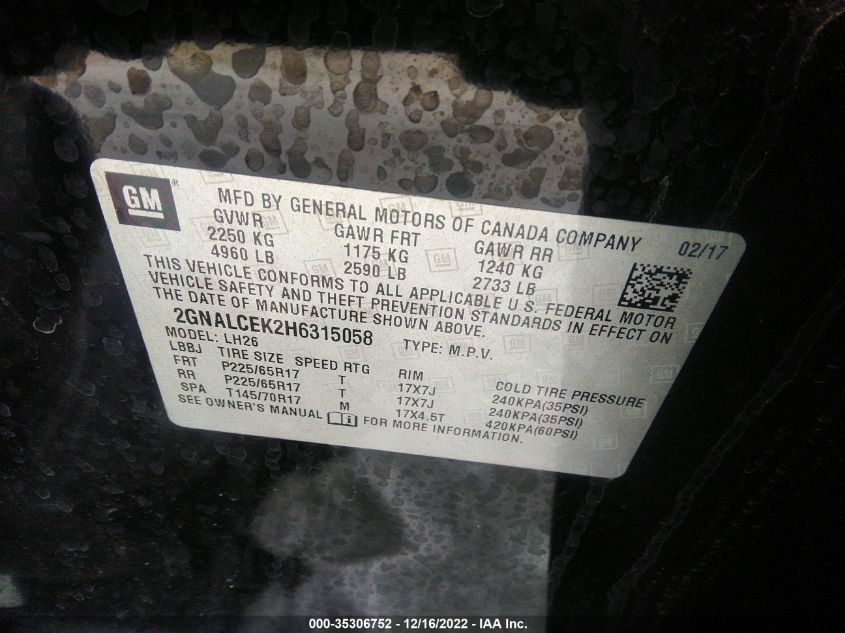 GM ®
MFD BY GENERAL MOTORS OF CANADA COMPANY 02/17
GVWR GAWR FRT GAWR RR
2250 KG 1175 KG 1240 KG
4960 LB 2590 LB 2733 LB
THIS VEHICLE CONFORMS TO ALL APPLICABLE U.S. FEDERAL MOTOR
VEHICLE SAFETY AND THEFT PREVENTION STANDARDS IN EFFECT ON
THE DATE OF MANUFACTURE SHOWN ABOVE.
2GNALCEK2H6315058 TYPE: M.P.V.
MODEL: LH26
LBBJ TIRE SIZE SPEED RTG RIM COLD TIRE PRESSURE
FRT P225/65R17 T 17X7J 240KPA(35PSI)
RR P225/65R17 T 17X7J 240KPA(35PSI)
SPA T145/70R17 M 17X4.5T 420KPA(60PSI)
SEE OWNER'S MANUAL FOR MORE INFORMATION.
000-35306752 - 12/16/2022 - IAA Inc.